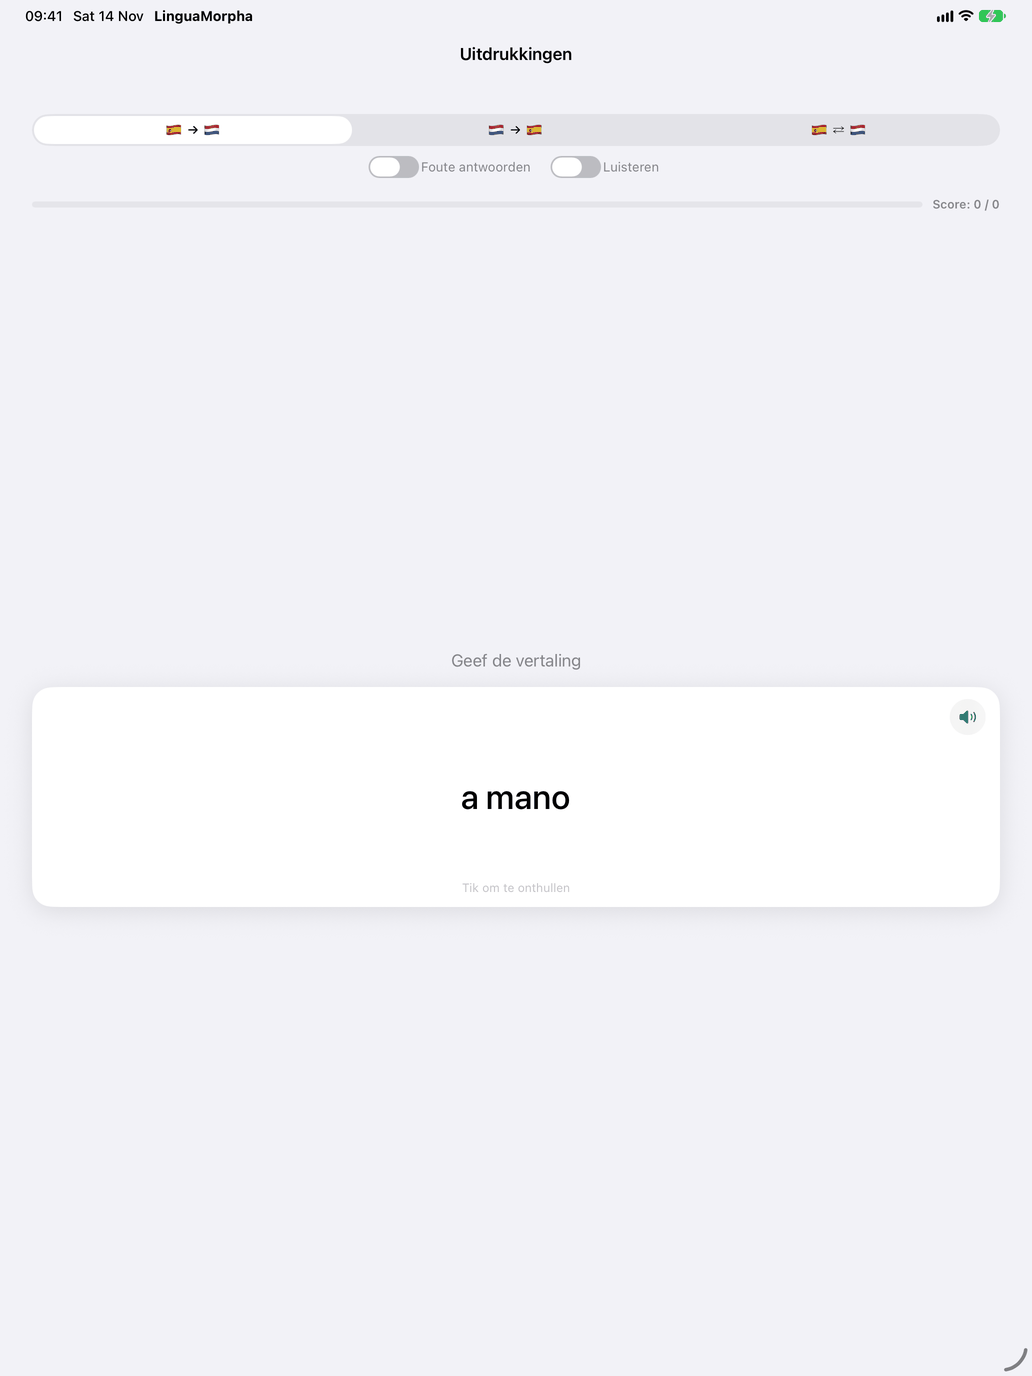 09:41 Sat 14 Nov LinguaMorpha
Uitdrukkingen
🇪🇸 → 🇳🇱
🇳🇱 → 🇪🇸
🇪🇸 ⇄ 🇳🇱
Foute antwoorden
Luisteren
Score: 0 / 0
Geef de vertaling
a mano
Tik om te onthullen